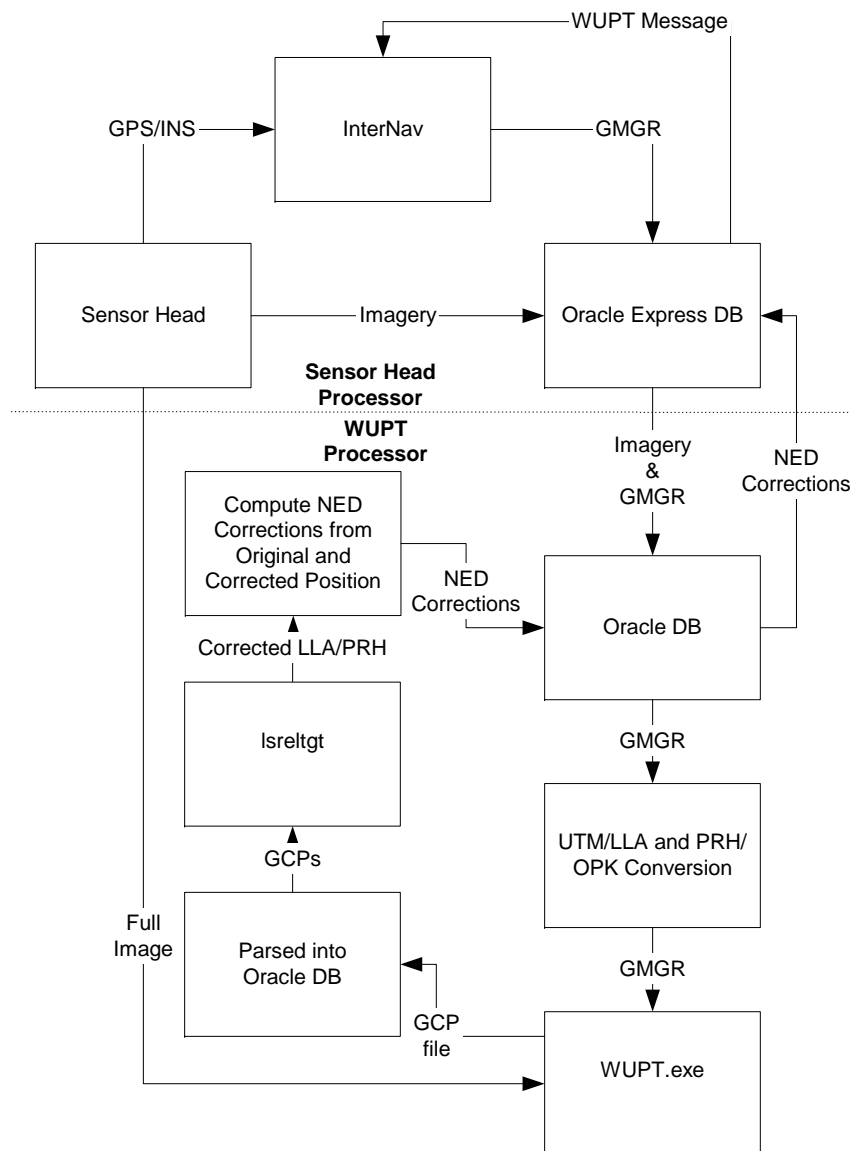 WUPT Message
GPS/INS
InterNav
GMGR
Sensor Head
Imagery
Oracle Express DB
Sensor Head
Processor
WUPT
Processor
Imagery
&
GMGR
NED
Corrections
Compute NED
Corrections from
Original and
Corrected Position
NED
Corrections
Oracle DB
Corrected LLA/PRH
lsreltgt
GMGR
GCPs
UTM/LLA and PRH/
OPK Conversion
Full
Image
Parsed into
Oracle DB
GMGR
GCP
file
WUPT.exe